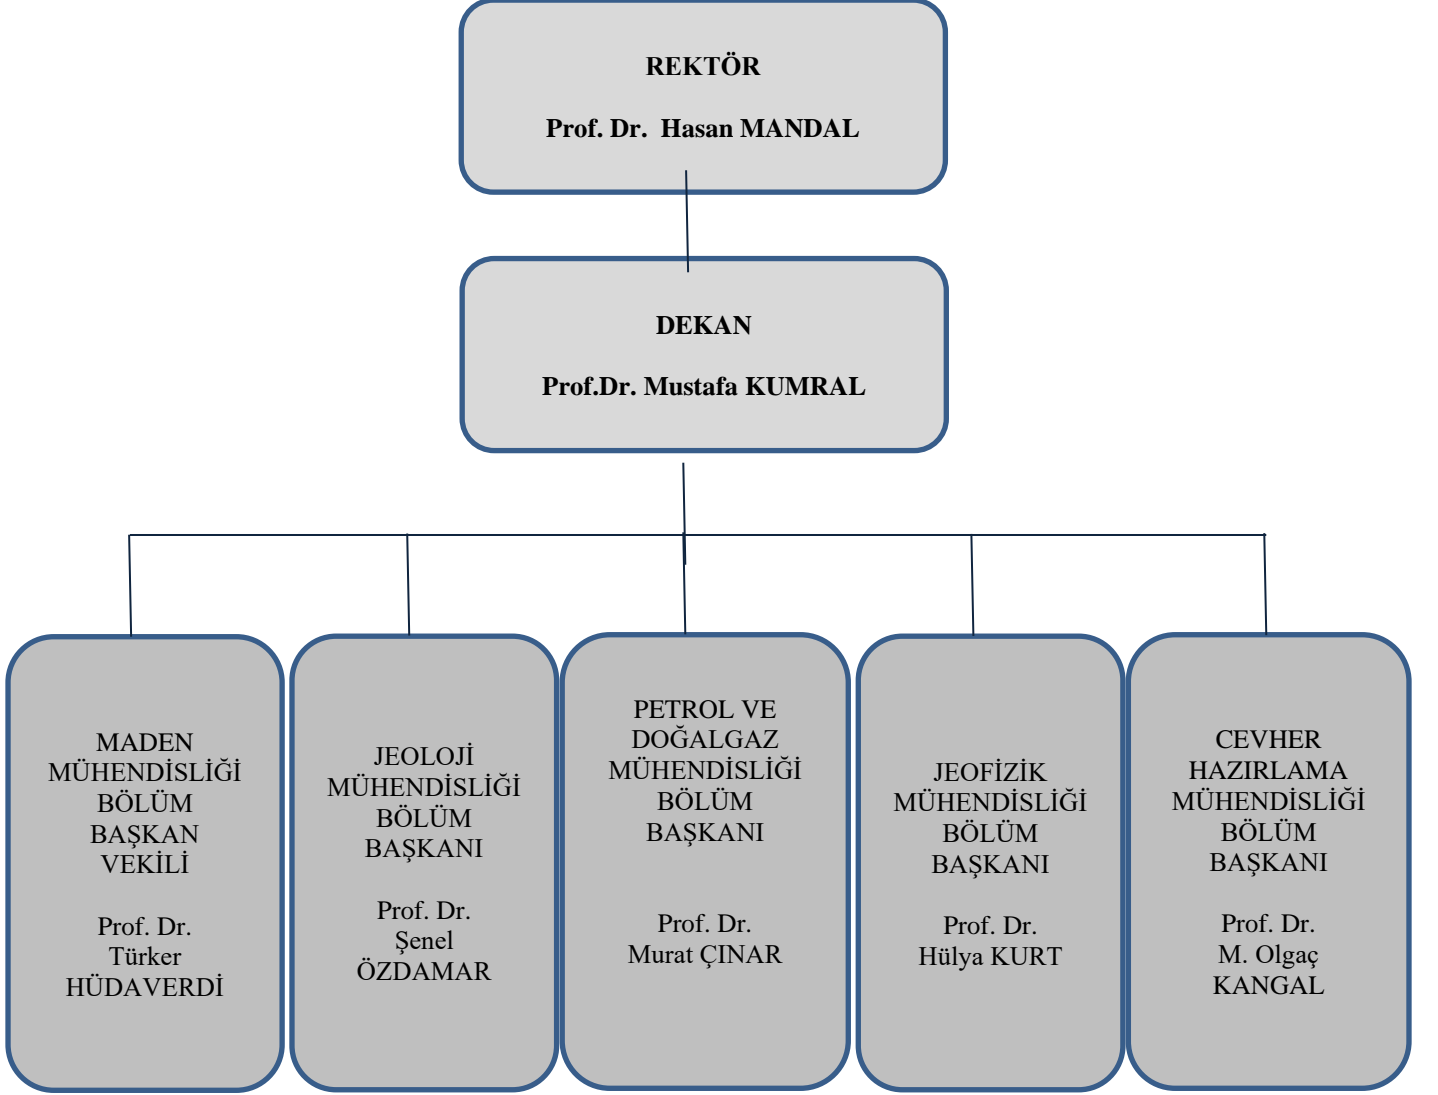 REKTÖR
Prof. Dr. Hasan MANDAL
DEKAN
Prof.Dr. Mustafa KUMRAL
MADEN
MÜHENDİSLİĞİ
BÖLÜM
BAŞKAN
VEKİLİ
Prof. Dr.
Türker
HÜDAVERDİ
JEOLOJİ
MÜHENDİSLİĞİ
BÖLÜM
BAŞKANI
Prof. Dr.
Şenel
ÖZDAMAR
PETROL VE
DOĞALGAZ
MÜHENDİSLİĞİ
BÖLÜM
BAŞKANI
Prof. Dr.
Murat ÇINAR
JEOFİZİK
MÜHENDİSLİĞİ
BÖLÜM
BAŞKANI
Prof. Dr.
Hülya KURT
CEVHER
HAZIRLAMA
MÜHENDİSLİĞİ
BÖLÜM
BAŞKANI
Prof. Dr.
M. Olgaç
KANGAL